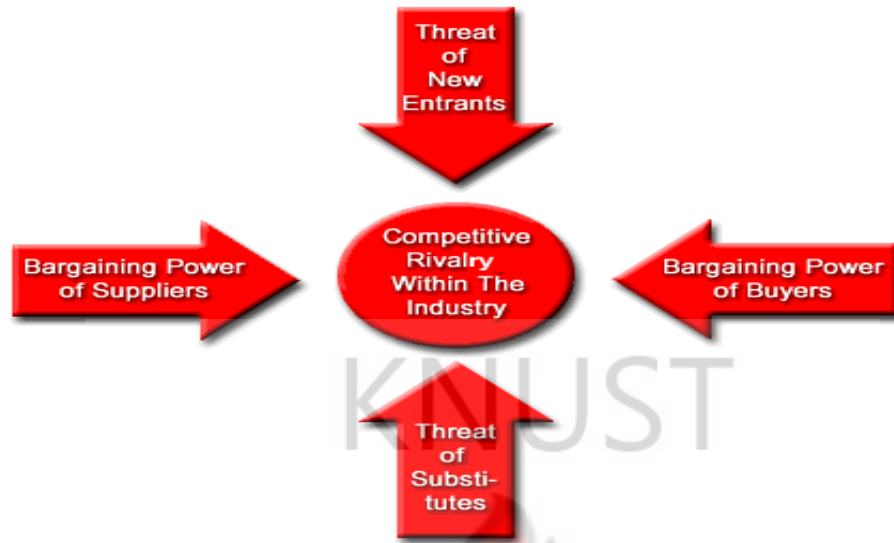 Threat
of
New
Entrants
Bargaining Power
of Suppliers
Competitive
Rivalry
Within The
Industry
Bargaining Power
of Buyers
KNUST
Threat
of
Substi-
tutes